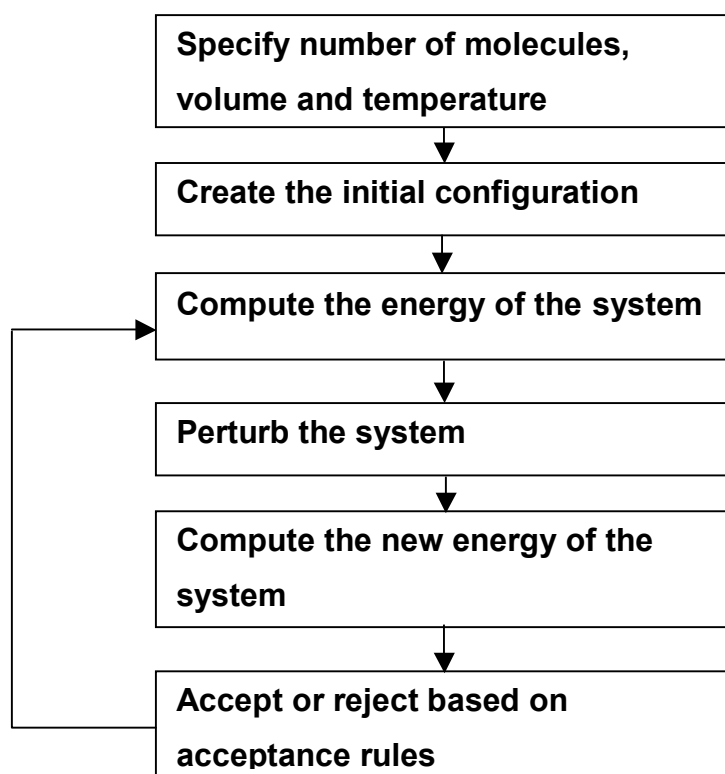 Specify number of molecules,
volume and temperature
Create the initial configuration
Compute the energy of the system
Perturb the system
Compute the new energy of the
system
Accept or reject based on
acceptance rules